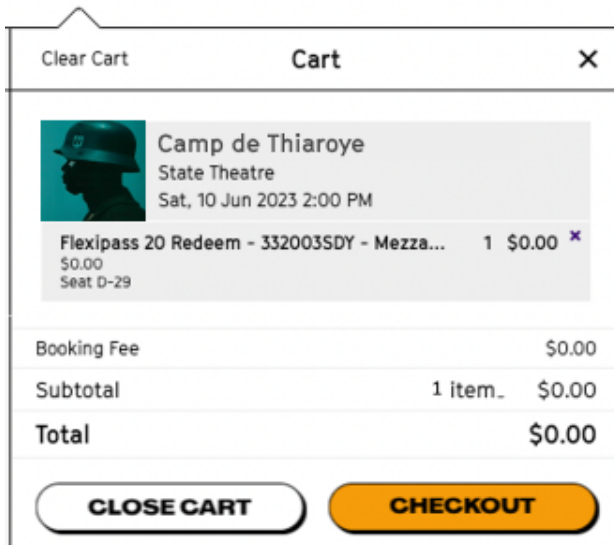 Clear Cart Cart ×
Camp de Thiaroye
State Theatre
Sat, 10 Jun 2023 2:00 PM
Flexipass 20 Redeem - 332003SDY - Mezza... 1 $0.00 ×
$0.00
Seat D-29
Booking Fee $0.00
Subtotal 1 item_ $0.00
Total $0.00
CLOSE CART CHECKOUT